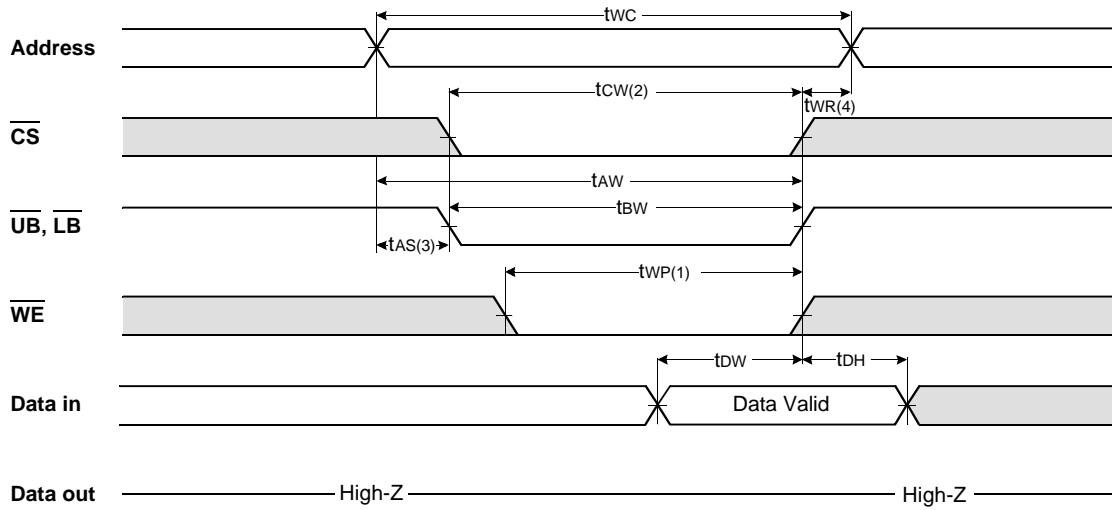 tWC
Address
tCW(2)
tWR(4)
CS
tAW
tBW
UB, LB
tAS(3)
tWP(1)
WE
tDW
tDH
Data in
Data Valid
Data out
High-Z
High-Z